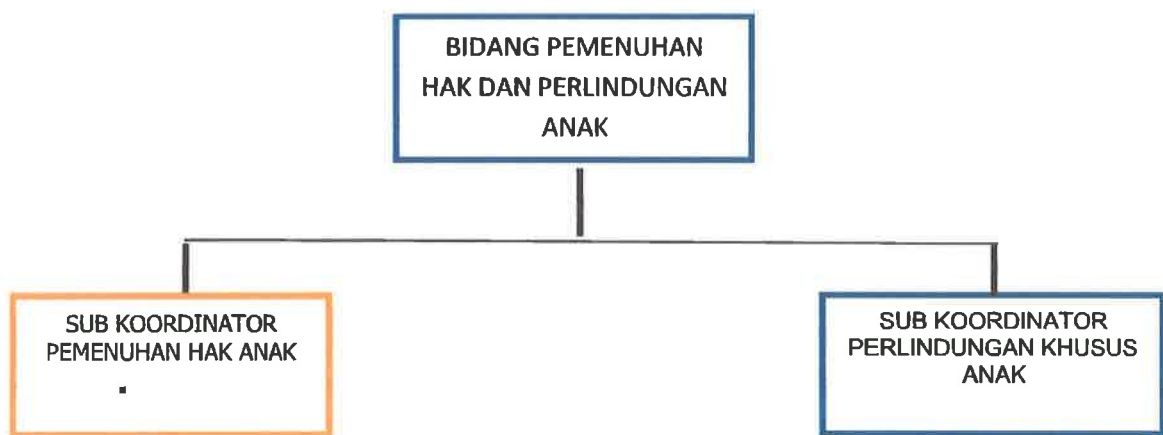 BIDANG PEMENUHAN
HAK DAN PERLINDUNGAN
ANAK
SUB KOORDINATOR
PEMENUHAN HAK ANAK
SUB KOORDINATOR
PERLINDUNGAN KHUSUS
ANAK